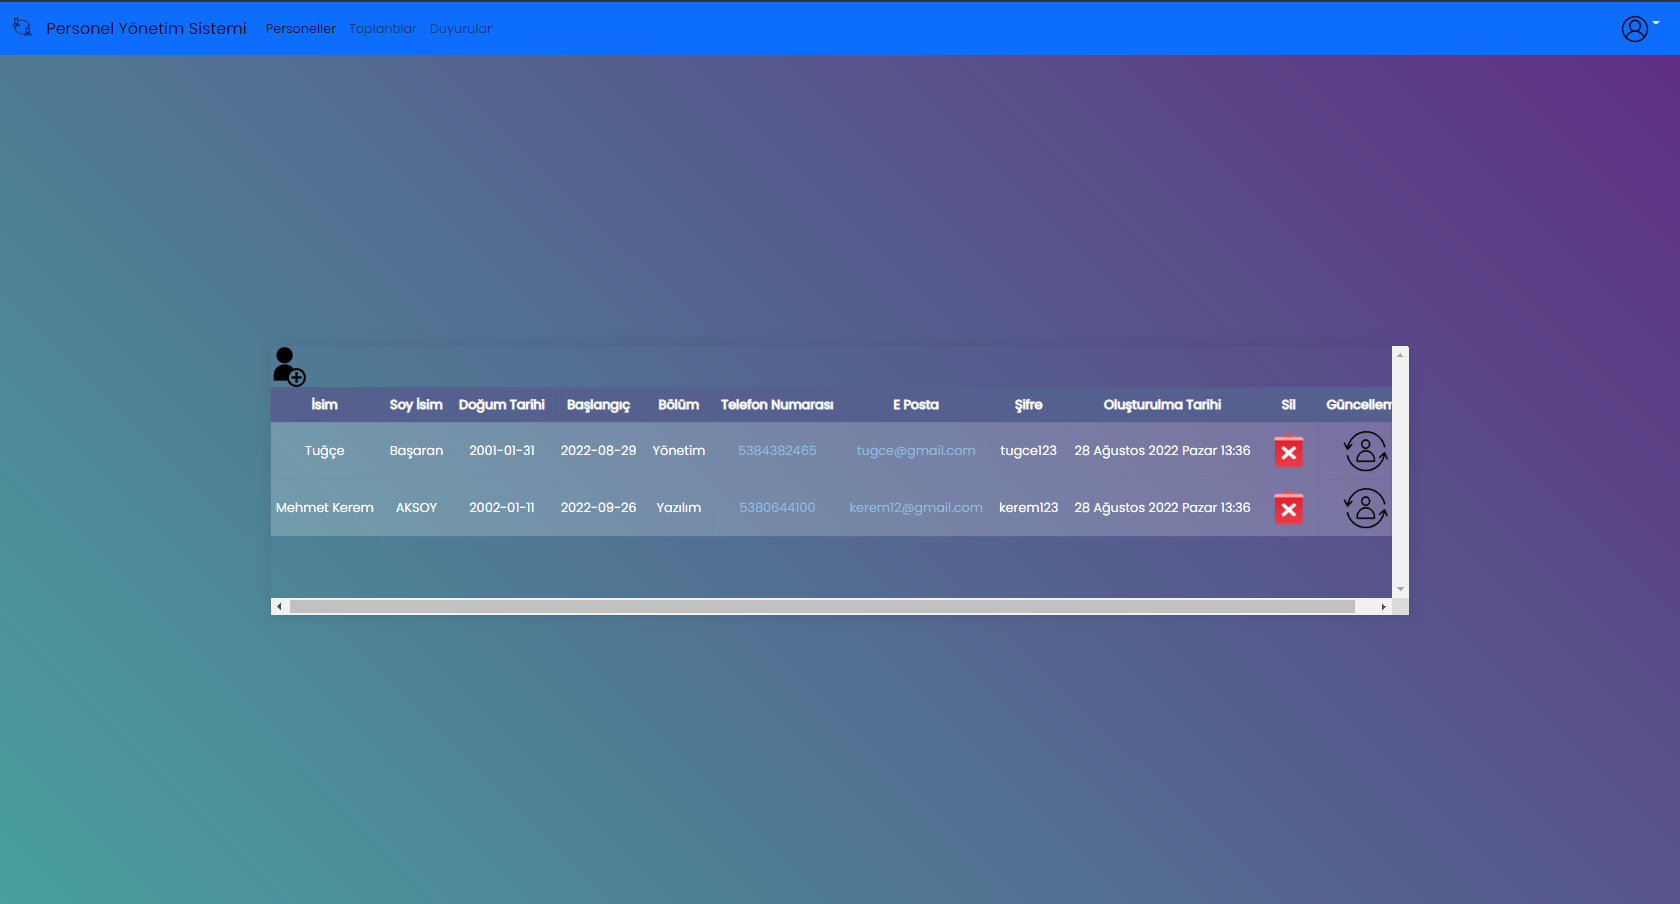 Personel Yönetim Sistemi Personeller Toplantılar Duyurular
İsim Soy İsim Doğum Tarihi Başlangıç Bölüm Telefon Numarası E Posta Şifre Oluşturulma Tarihi Sil Güncellem
Tuğçe Başaran 2001-01-31 2022-08-29 Yönetim 5384382465 tugce@gmail.com tugce123 28 Ağustos 2022 Pazar 13:36
Mehmet Kerem AKSOY 2002-01-11 2022-09-26 Yazılım 5380644100 kerem12@gmail.com kerem123 28 Ağustos 2022 Pazar 13:36